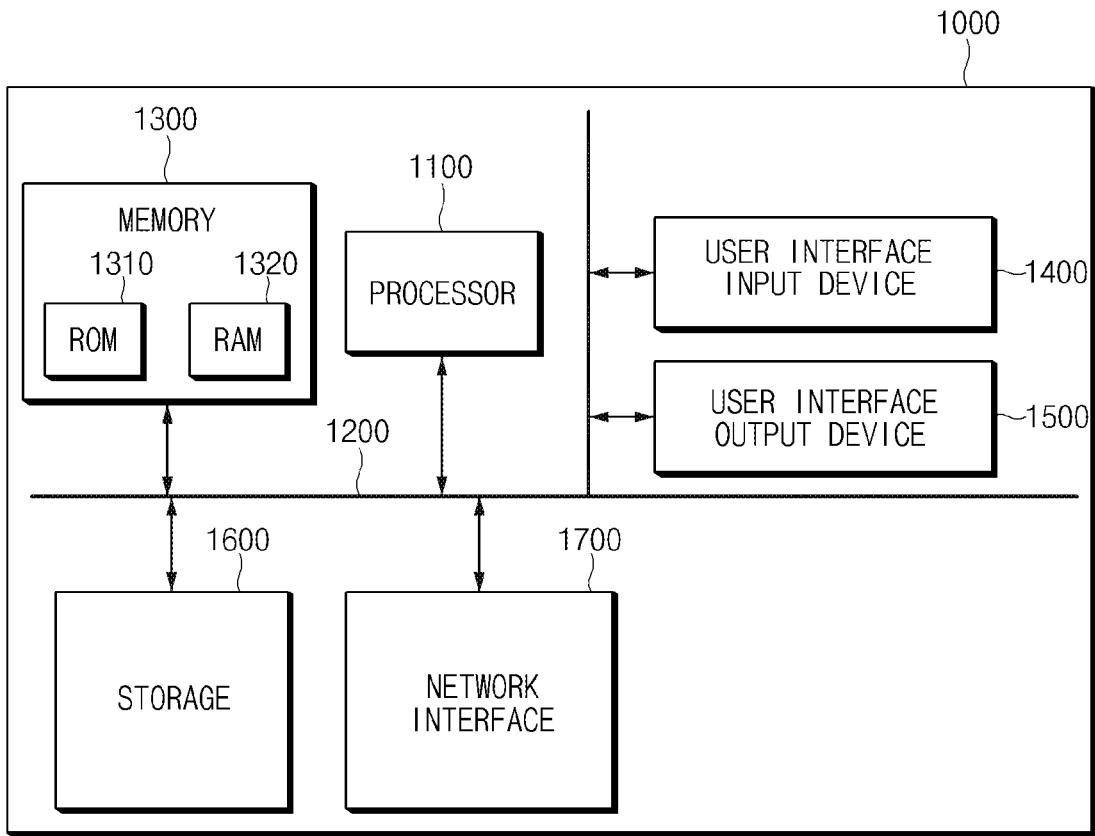 1000
1300
MEMORY
1310
1320
ROM
RAM
1100
PROCESSOR
USER INTERFACE
INPUT DEVICE
1400
USER INTERFACE
OUTPUT DEVICE
1500
1200
1600
STORAGE
1700
NETWORK
INTERFACE